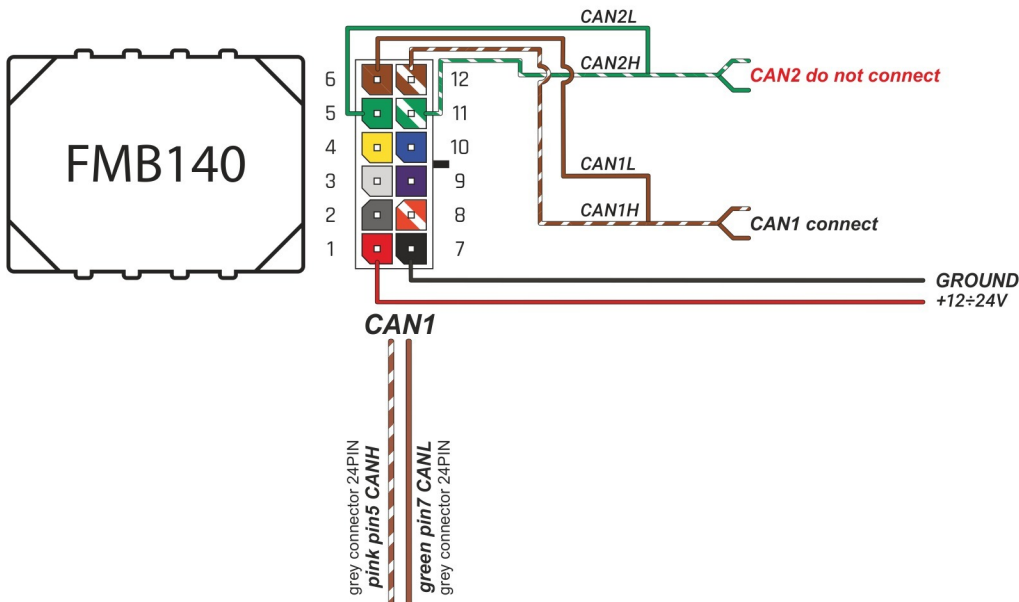 CAN2L
CAN2H
CAN2 do not connect
FMB140
6 12
5 11
4 10
3 9
2 8
1 7
CAN1L
CAN1H
CAN1 connect
GROUND
+12÷24V
CAN1
grey connector 24PIN
pink pin5 CANH
green pin7 CANL
grey connector 24PIN